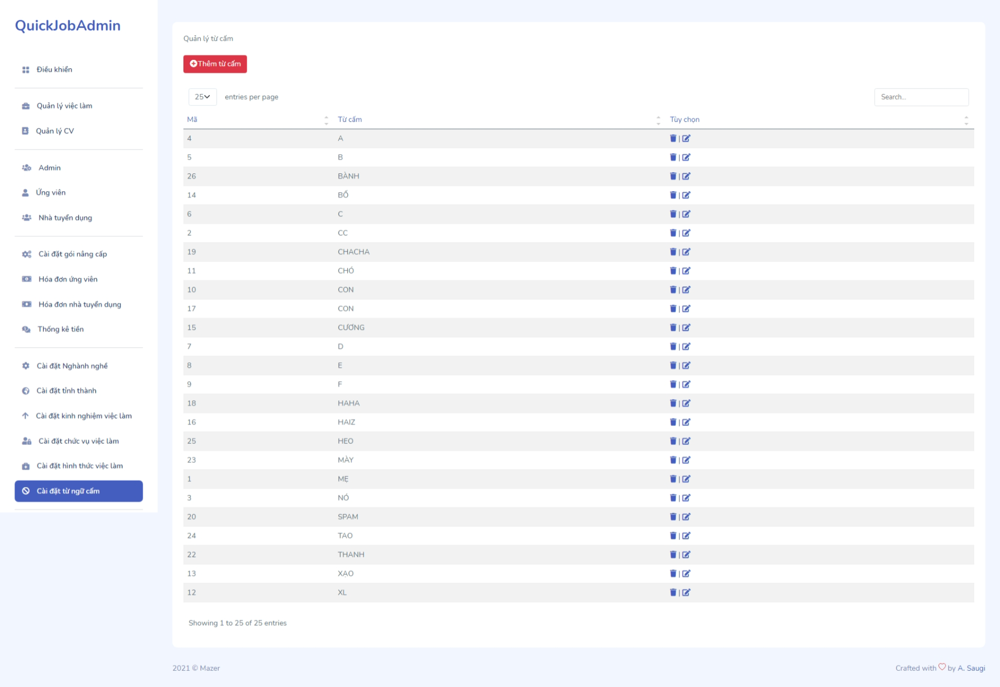 QuickJobAdmin
Điều khiển
Quản lý việc làm
Quản lý CV
Admin
Ứng viên
Nhà tuyển dụng
Cài đặt gói nâng cấp
Hóa đơn ứng viên
Hóa đơn nhà tuyển dụng
Thống kê tiền
Cài đặt Nghành nghề
Cài đặt tỉnh thành
Cài đặt kinh nghiệm việc làm
Cài đặt chức vụ việc làm
Cài đặt hình thức việc làm
Cài đặt từ ngữ cấm
Quản lý từ cấm
Thêm từ cấm
25 entries per page
Search...
Mã Từ cấm Tùy chọn
4 A |
5 B |
26 BÀNH |
14 BỐ |
6 C |
2 CC |
19 CHACHA |
11 CHÓ |
10 CON |
17 CON |
15 CƯƠNG |
7 D |
8 E |
9 F |
18 HAHA |
16 HAIZ |
25 HEO |
23 MÀY |
1 MẸ |
3 NÓ |
20 SPAM |
24 TAO |
22 THANH |
13 XẠO |
12 XL |
Showing 1 to 25 of 25 entries
2021 © Mazer
Crafted with by A. Saugi